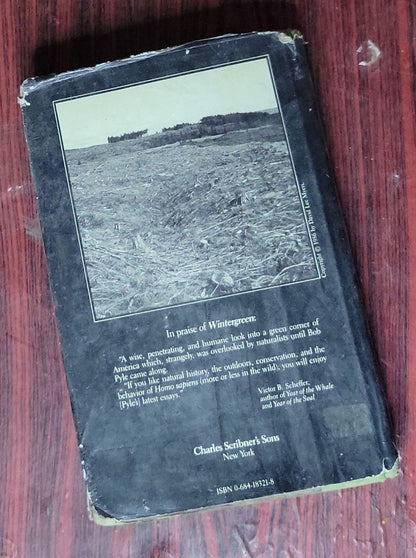 Copyright © 1986 by David Lee Myers
In praise of Wintergreen:
"A wise, penetrating, and humane look into a green corner of
America which, strangely, was overlooked by naturalists until Bob
Pyle came along.
"If you like natural history, the outdoors, conservation, and the
behavior of Homo sapiens (more or less in the wild), you will enjoy
[Pyle's] latest essays."
Victor B. Scheffer,
author of Year of the Whale
and Year of the Seal
Charles Scribner's Sons
New York
ISBN 0-684-18321-8